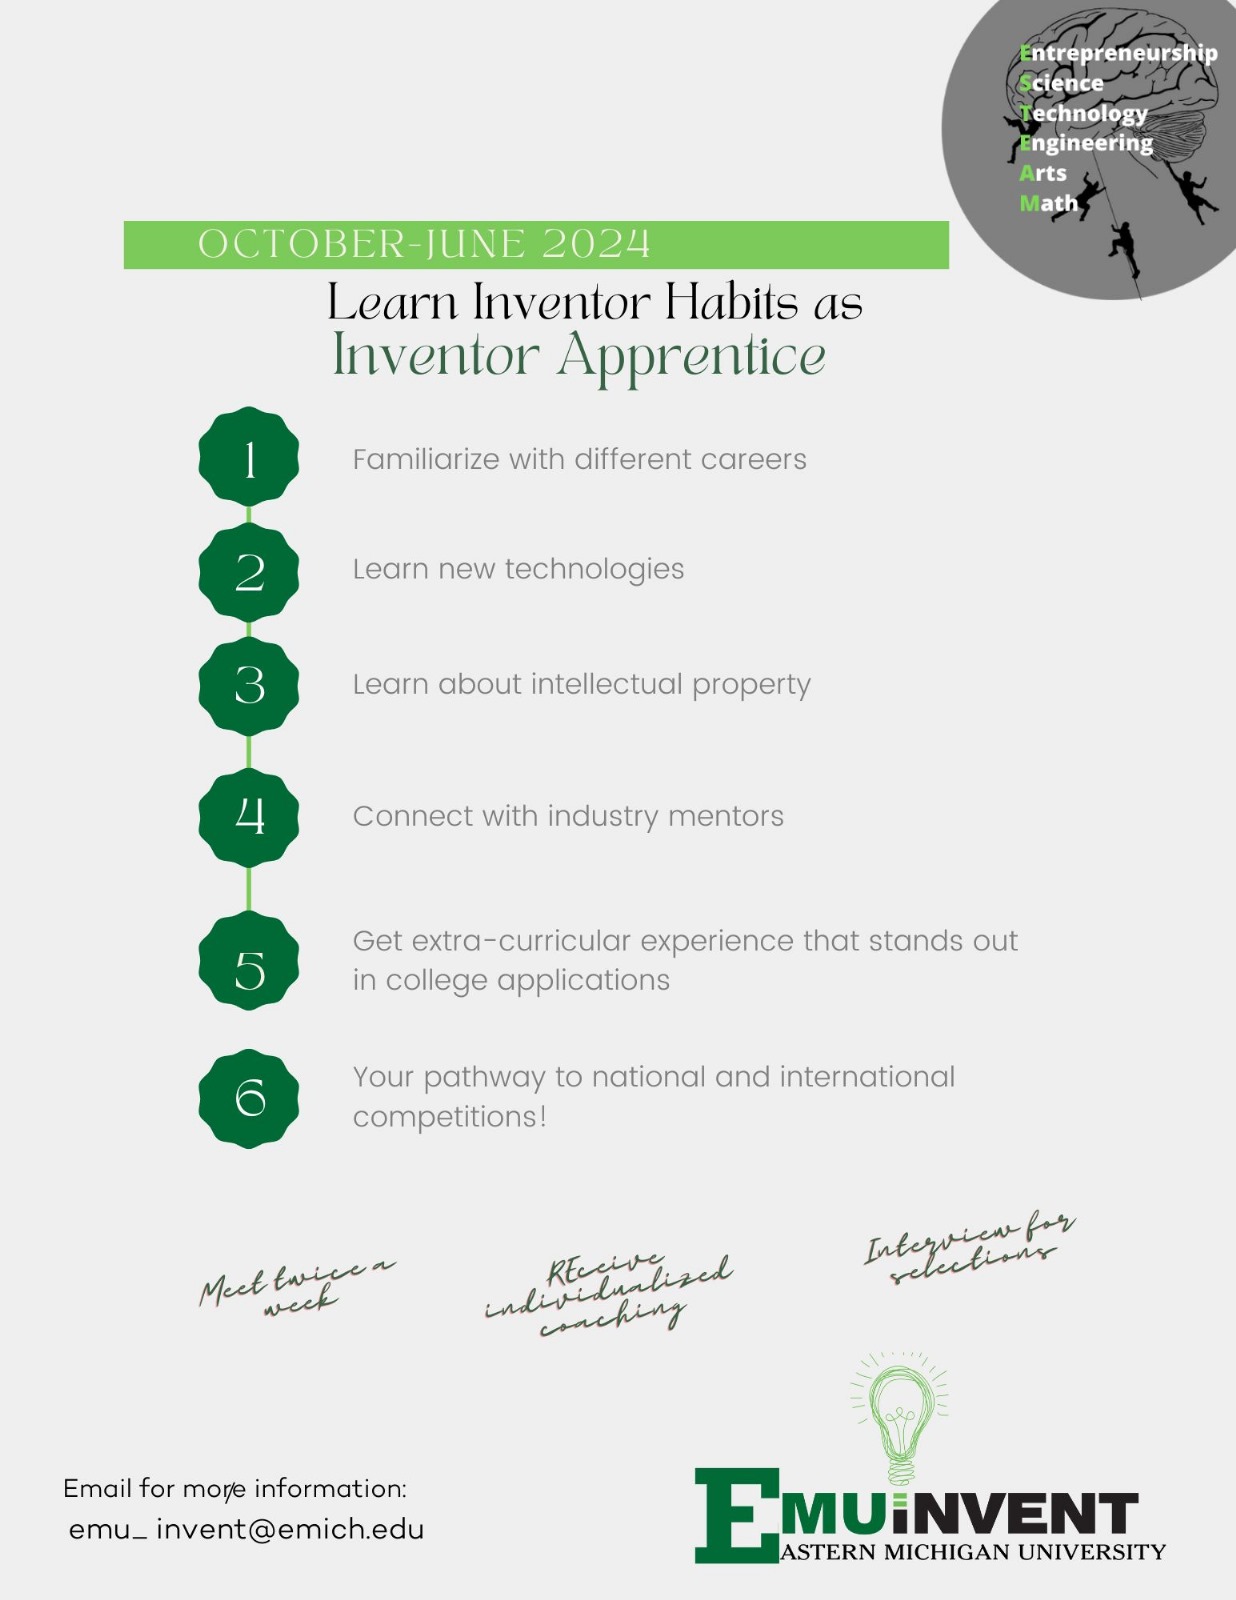 Entrepreneurship
Science
Technology
Engineering
Arts
Math
OCTOBER-JUNE 2024
Learn Inventor Habits as
Inventor Apprentice
1
Familiarize with different careers
2
Learn new technologies
3
Learn about intellectual property
4
Connect with industry mentors
5
Get extra-curricular experience that stands out
in college applications
6
Your pathway to national and international
competitions!
Meet twice a
week
REceive
individualized
coaching
Interview for
selections
Email for more information:
emu_ invent@emich.edu
EMUiNVENT
EASTERN MICHIGAN UNIVERSITY